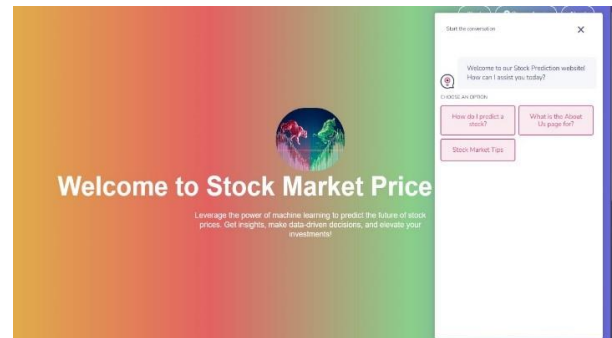 Start the conversation
Welcome to our Stock Prediction website!
How can I assist you today?
CHOOSE AN OPTION
How do I predict a
stock?
What is the About
Us page for?
Stock Market Tips
Welcome to Stock Market Price
Leverage the power of machine learning to predict the future of stock
prices. Get insights, make data-driven decisions, and elevate your
investments!